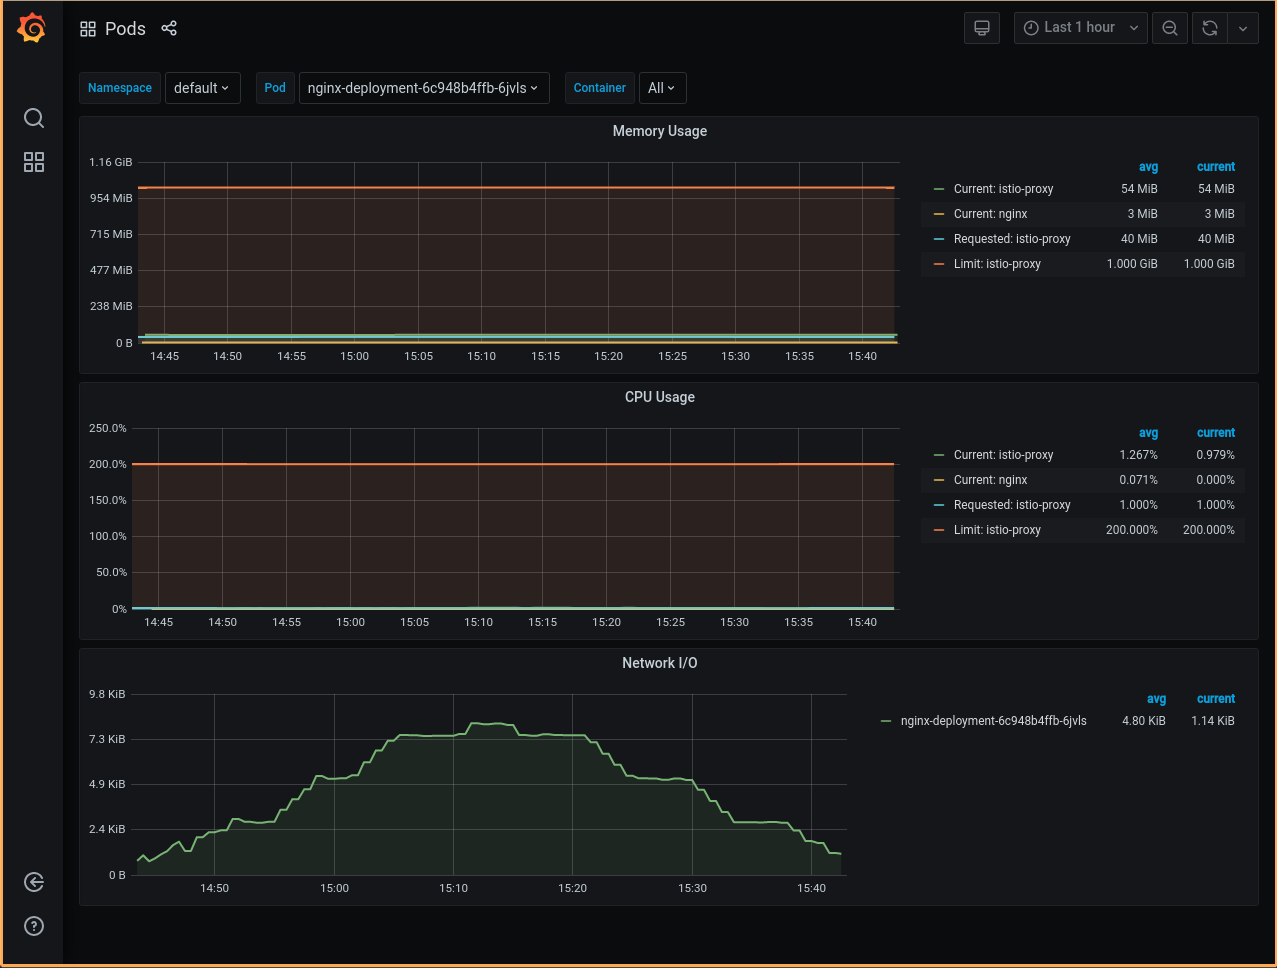 Pods
Last 1 hour
Namespace default Pod nginx-deployment-6c948b4ffb-6jvls Container All
Memory Usage
1.16 GiB
954 MiB
715 MiB
477 MiB
238 MiB
0 B
14:45 14:50 14:55 15:00 15:05 15:10 15:15 15:20 15:25 15:30 15:35 15:40
avg current
Current: istio-proxy 54 MiB 54 MiB
Current: nginx 3 MiB 3 MiB
Requested: istio-proxy 40 MiB 40 MiB
Limit: istio-proxy 1.000 GiB 1.000 GiB
CPU Usage
250.0%
200.0%
150.0%
100.0%
50.0%
0%
14:45 14:50 14:55 15:00 15:05 15:10 15:15 15:20 15:25 15:30 15:35 15:40
avg current
Current: istio-proxy 1.267% 0.979%
Current: nginx 0.071% 0.000%
Requested: istio-proxy 1.000% 1.000%
Limit: istio-proxy 200.000% 200.000%
Network I/O
9.8 KiB
7.3 KiB
4.9 KiB
2.4 KiB
0 B
14:50 15:00 15:10 15:20 15:30 15:40
avg current
nginx-deployment-6c948b4ffb-6jvls 4.80 KiB 1.14 KiB